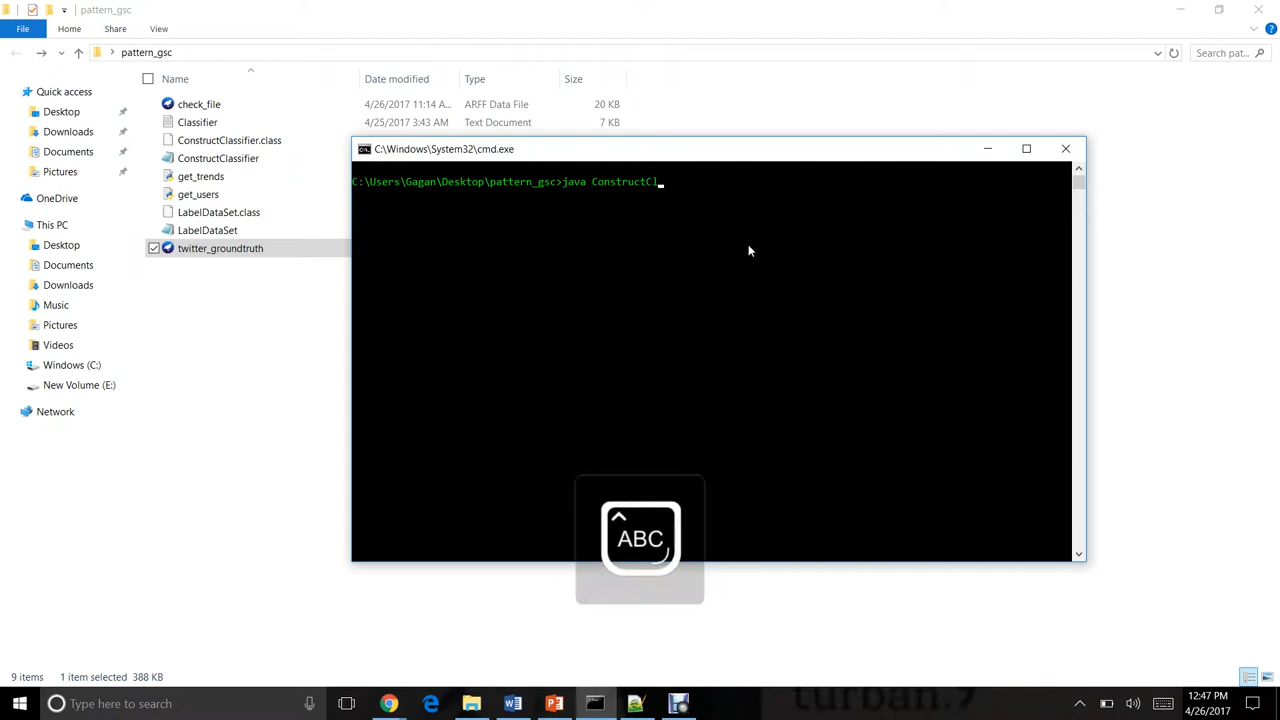 pattern_gsc
File
Home
Share
View
pattern_gsc
Search pat...
Name
Date modified
Type
Size
Quick access
Desktop
Downloads
Documents
Pictures
OneDrive
This PC
Desktop
Documents
Downloads
Music
Pictures
Videos
Windows (C:)
New Volume (E:)
Network
check_file
4/26/2017 11:14 A...
ARFF Data File
20 KB
Classifier
4/25/2017 3:43 AM
Text Document
7 KB
ConstructClassifier.class
ConstructClassifier
get_trends
get_users
LabelDataSet.class
LabelDataSet
twitter_groundtruth
C:\Windows\System32\cmd.exe
C:\Users\Gagan\Desktop\pattern_gsc>java ConstructCl_
ABC
9 items
1 item selected 388 KB
Type here to search
12:47 PM
4/26/2017